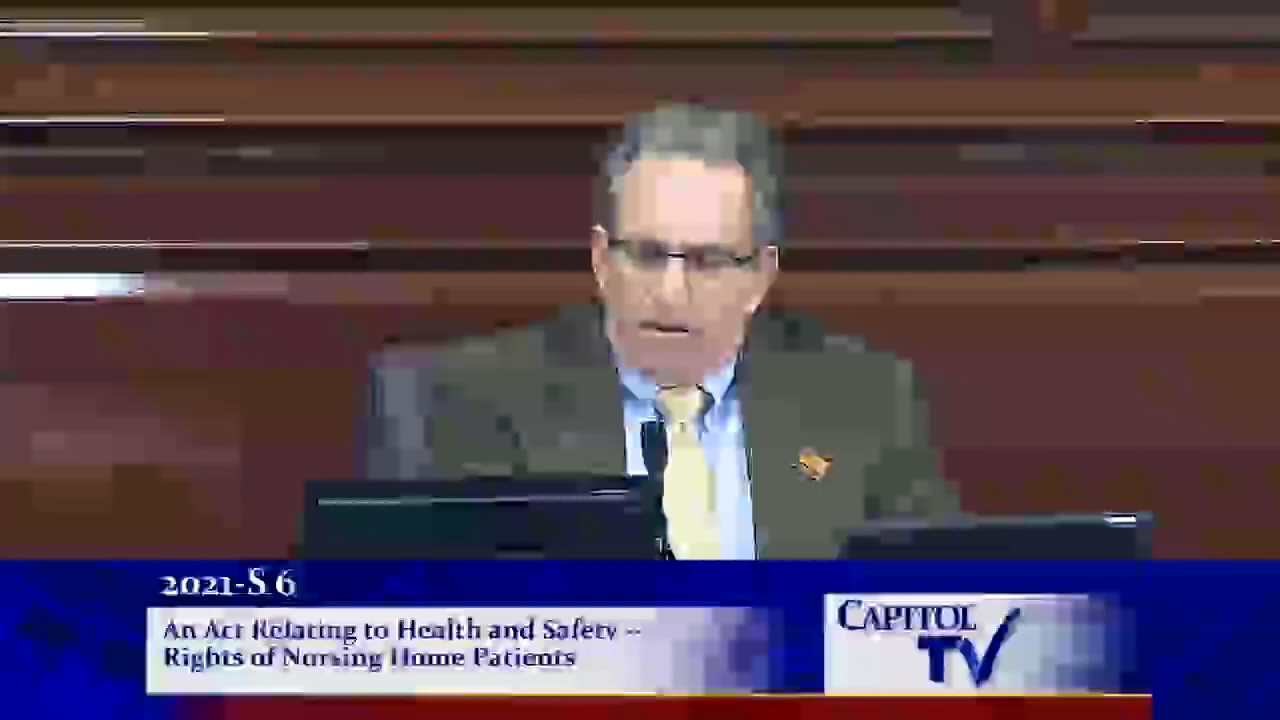 2021-S 6
An Act Relating to Health and Safety --
Rights of Nursing Home Patients
CAPITOL
TV